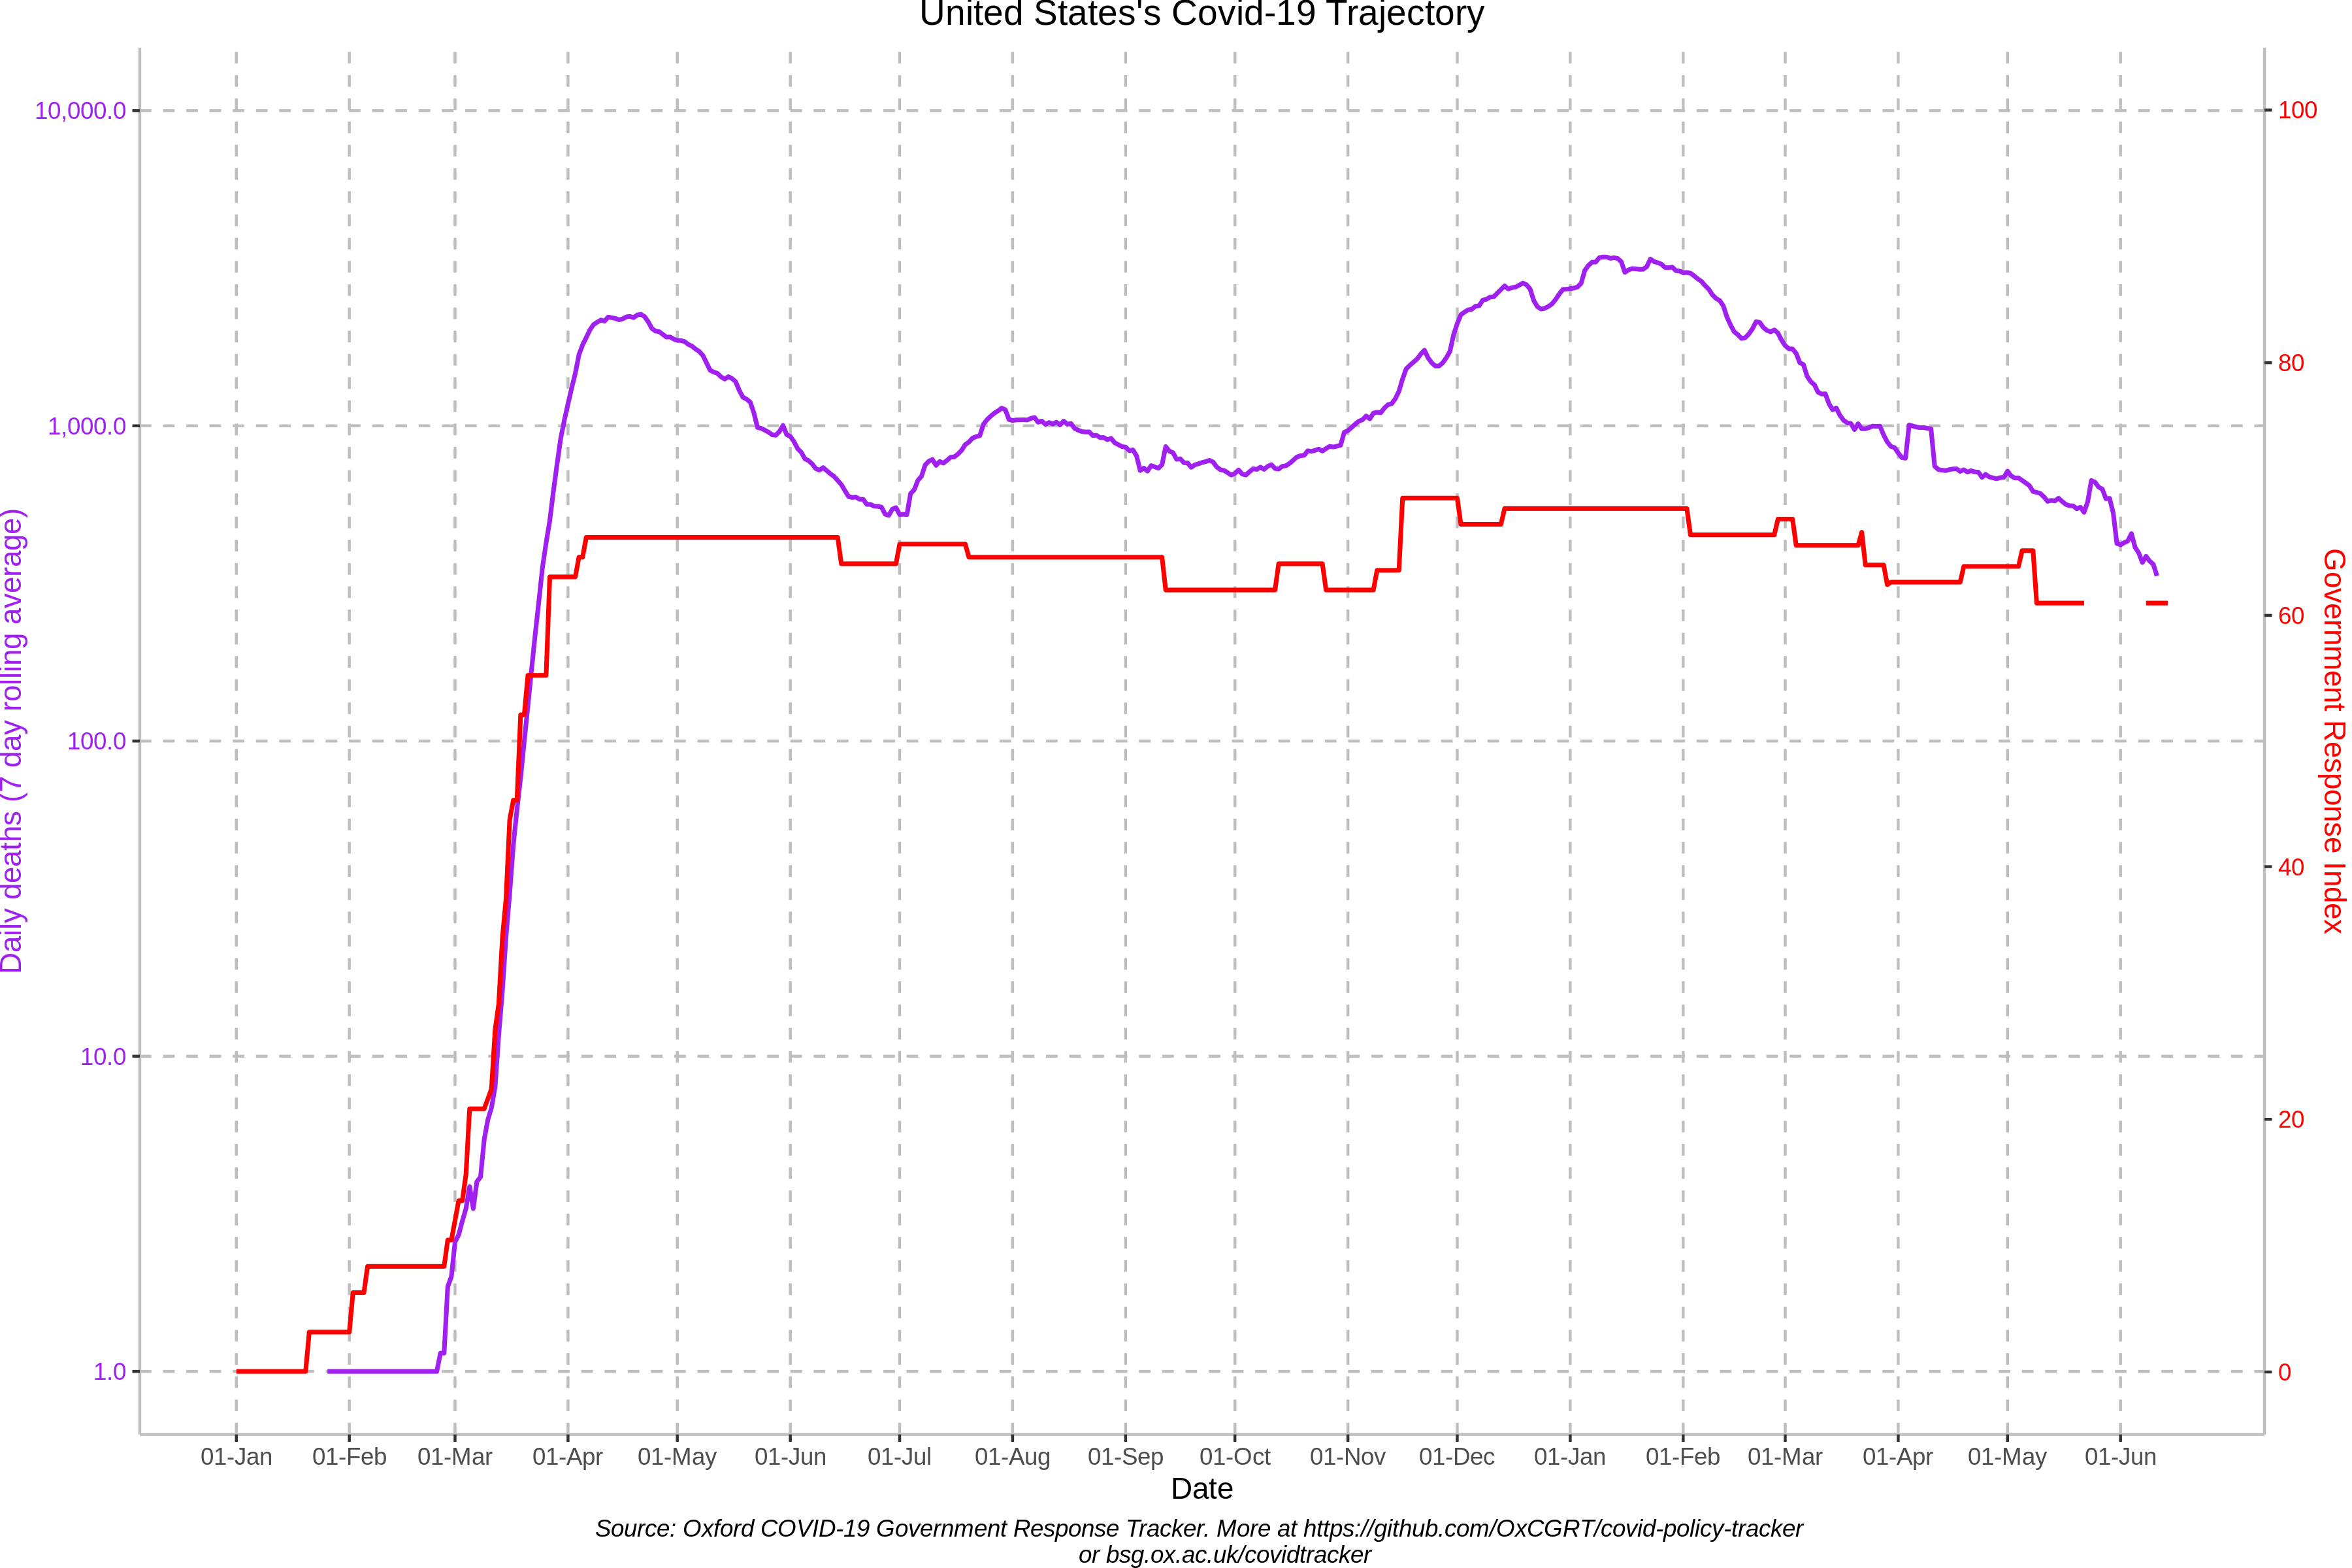 United States's Covid-19 Trajectory
10,000.0
1,000.0
100.0
10.0
1.0
Daily deaths (7 day rolling average)
100
80
60
40
20
0
Government Response Index
01-Jan 01-Feb 01-Mar 01-Apr 01-May 01-Jun 01-Jul 01-Aug 01-Sep 01-Oct 01-Nov 01-Dec 01-Jan 01-Feb 01-Mar 01-Apr 01-May 01-Jun
Date
Source: Oxford COVID-19 Government Response Tracker. More at https://github.com/OxCGRT/covid-policy-tracker
or bsg.ox.ac.uk/covidtracker